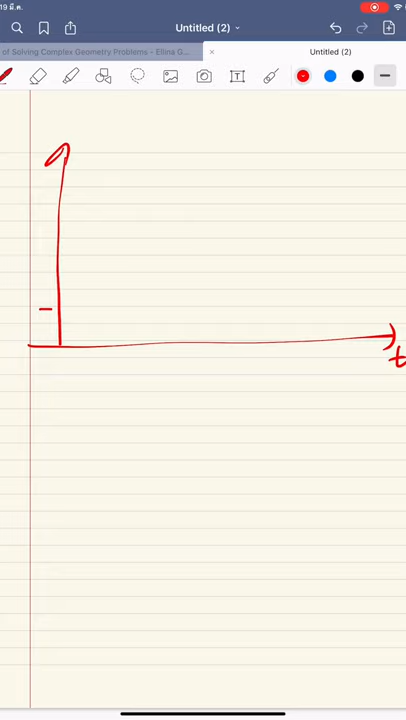 19 มี.ค.
Untitled (2)
of Solving Complex Geometry Problems - Ellina G...
Untitled (2)
T
t